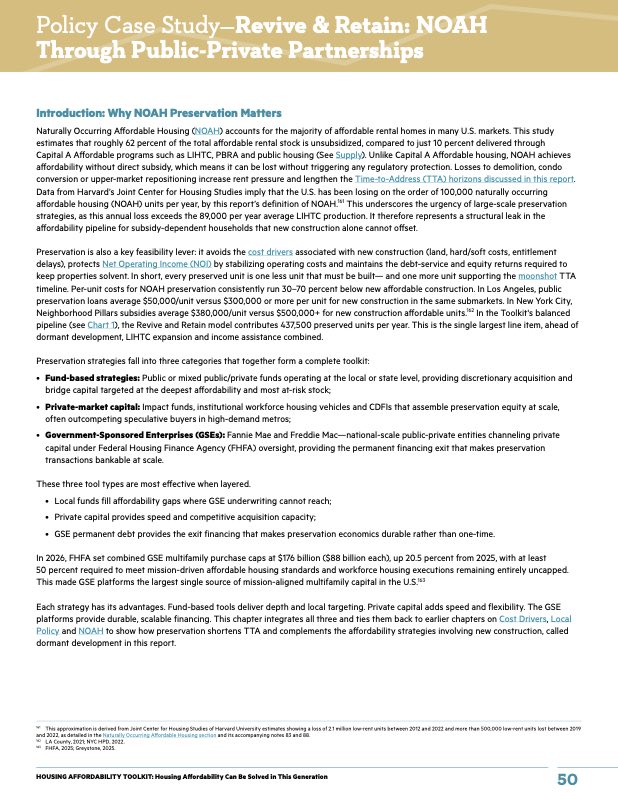 Policy Case Study–Revive & Retain: NOAH
Through Public-Private Partnerships
Introduction: Why NOAH Preservation Matters
Naturally Occurring Affordable Housing (NOAH) accounts for the majority of affordable rental homes in many U.S. markets. This study
estimates that roughly 62 percent of the total affordable rental stock is unsubsidized, compared to just 10 percent delivered through
Capital A Affordable programs such as LIHTC, PBRA and public housing (See Supply). Unlike Capital A Affordable housing, NOAH achieves
affordability without direct subsidy, which means it can be lost without triggering any regulatory protection. Losses to demolition, condo
conversion or upper-market repositioning increase rent pressure and lengthen the Time-to-Address (TTA) horizons discussed in this report.
Data from Harvard's Joint Center for Housing Studies imply that the U.S. has been losing on the order of 100,000 naturally occurring
affordable housing (NOAH) units per year, by this report's definition of NOAH.161 This underscores the urgency of large-scale preservation
strategies, as this annual loss exceeds the 89,000 per year average LIHTC production. It therefore represents a structural leak in the
affordability pipeline for subsidy-dependent households that new construction alone cannot offset.
Preservation is also a key feasibility lever: it avoids the cost drivers associated with new construction (land, hard/soft costs, entitlement
delays), protects Net Operating Income (NOI) by stabilizing operating costs and maintains the debt-service and equity returns required to
keep properties solvent. In short, every preserved unit is one less unit that must be built— and one more unit supporting the moonshot TTA
timeline. Per-unit costs for NOAH preservation consistently run 30–70 percent below new affordable construction. In Los Angeles, public
preservation loans average $50,000/unit versus $300,000 or more per unit for new construction in the same submarkets. In New York City,
Neighborhood Pillars subsidies average $380,000/unit versus $500,000+ for new construction affordable units.162 In the Toolkit's balanced
pipeline (see Chart 1), the Revive and Retain model contributes 437,500 preserved units per year. This is the single largest line item, ahead of
dormant development, LIHTC expansion and income assistance combined.
Preservation strategies fall into three categories that together form a complete toolkit:
• Fund-based strategies: Public or mixed public/private funds operating at the local or state level, providing discretionary acquisition and
bridge capital targeted at the deepest affordability and most at-risk stock;
• Private-market capital: Impact funds, institutional workforce housing vehicles and CDFIs that assemble preservation equity at scale,
often outcompeting speculative buyers in high-demand metros;
• Government-Sponsored Enterprises (GSEs): Fannie Mae and Freddie Mac—national-scale public-private entities channeling private
capital under Federal Housing Finance Agency (FHFA) oversight, providing the permanent financing exit that makes preservation
transactions bankable at scale.
These three tool types are most effective when layered.
• Local funds fill affordability gaps where GSE underwriting cannot reach;
• Private capital provides speed and competitive acquisition capacity;
• GSE permanent debt provides the exit financing that makes preservation economics durable rather than one-time.
In 2026, FHFA set combined GSE multifamily purchase caps at $176 billion ($88 billion each), up 20.5 percent from 2025, with at least
50 percent required to meet mission-driven affordable housing standards and workforce housing executions remaining entirely uncapped.
This made GSE platforms the largest single source of mission-aligned multifamily capital in the U.S.163
Each strategy has its advantages. Fund-based tools deliver depth and local targeting. Private capital adds speed and flexibility. The GSE
platforms provide durable, scalable financing. This chapter integrates all three and ties them back to earlier chapters on Cost Drivers, Local
Policy and NOAH to show how preservation shortens TTA and complements the affordability strategies involving new construction, called
dormant development in this report.
161 This approximation is derived from Joint Center for Housing Studies of Harvard University estimates showing a loss of 2.1 million low-rent units between 2012 and 2022 and more than 500,000 low-rent units lost between 2019
and 2022, as detailed in the Naturally Occurring Affordable Housing section and its accompanying notes 83 and 88.
162 LA County, 2021; NYC HPD, 2022.
163 FHFA, 2025; Greystone, 2025.
HOUSING AFFORDABILITY TOOLKIT: Housing Affordability Can Be Solved in This Generation
50